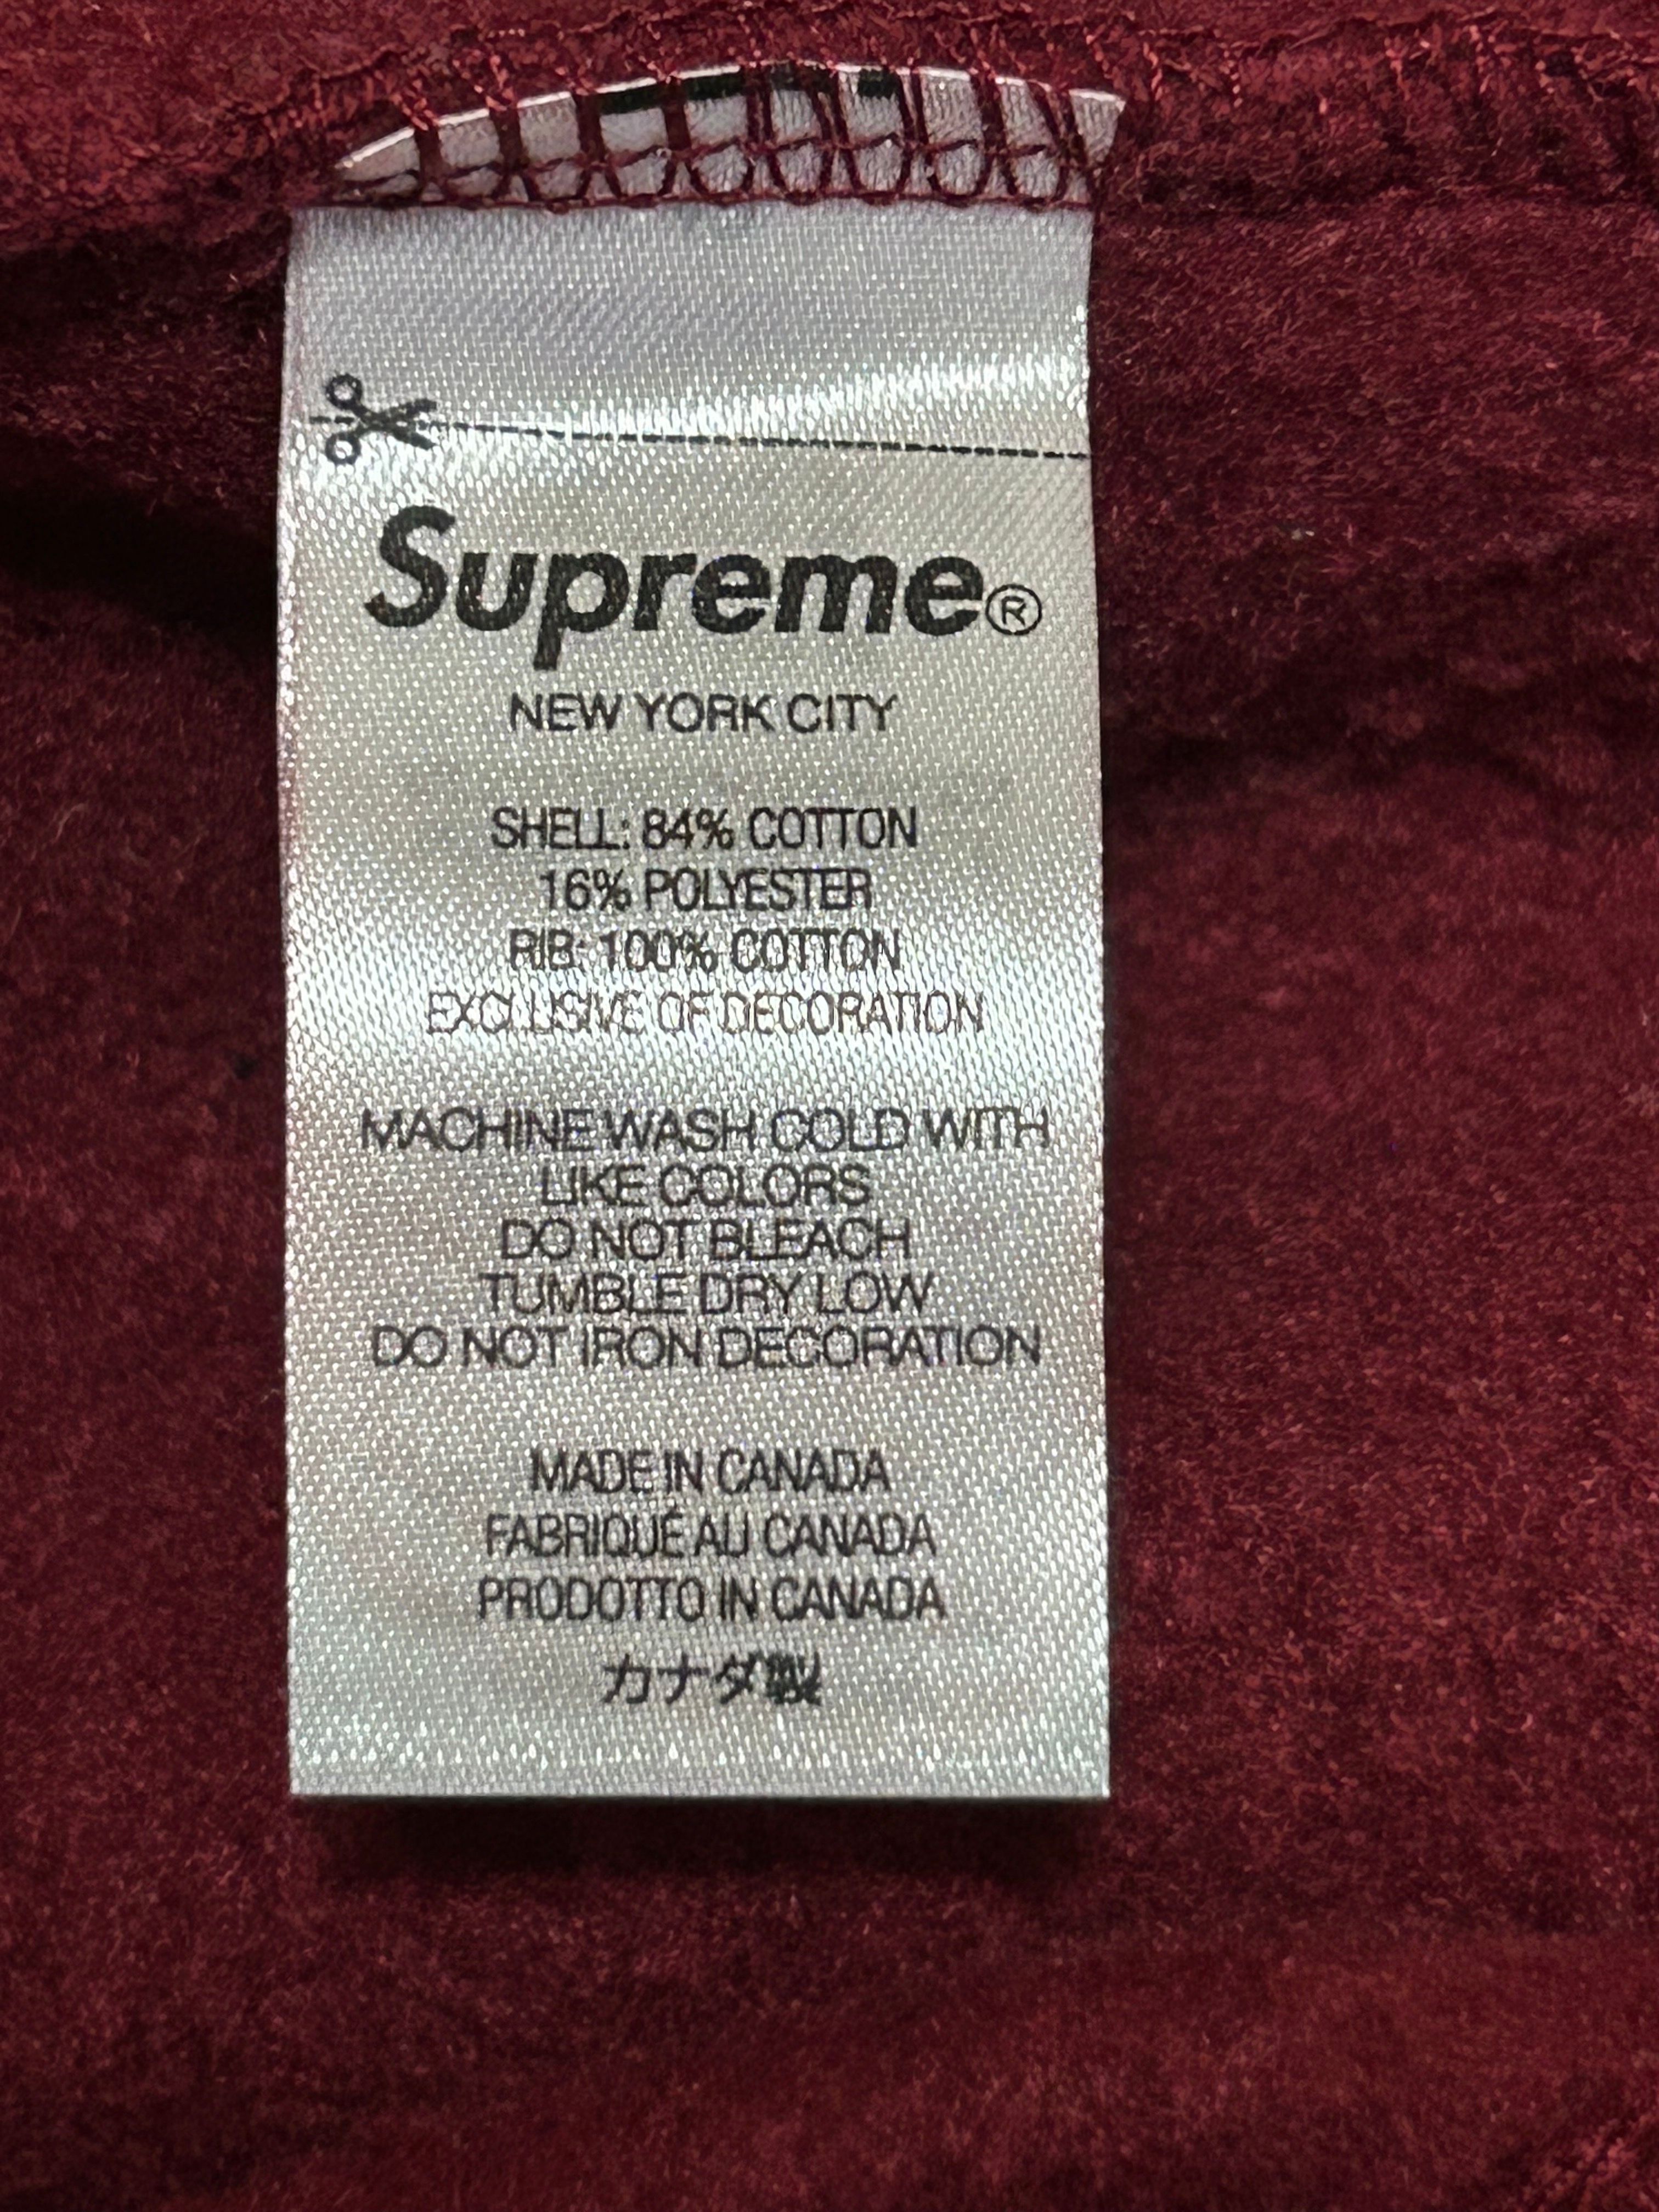 Supreme®
NEW YORK CITY
SHELL: 84% COTTON
16% POLYESTER
RIB: 100% COTTON
EXCLUSIVE OF DECORATION
MACHINE WASH COLD WITH
LIKE COLORS
DO NOT BLEACH
TUMBLE DRY LOW
DO NOT IRON DECORATION
MADE IN CANADA
FABRIQUÉ AU CANADA
PRODOTTO IN CANADA
カナダ製